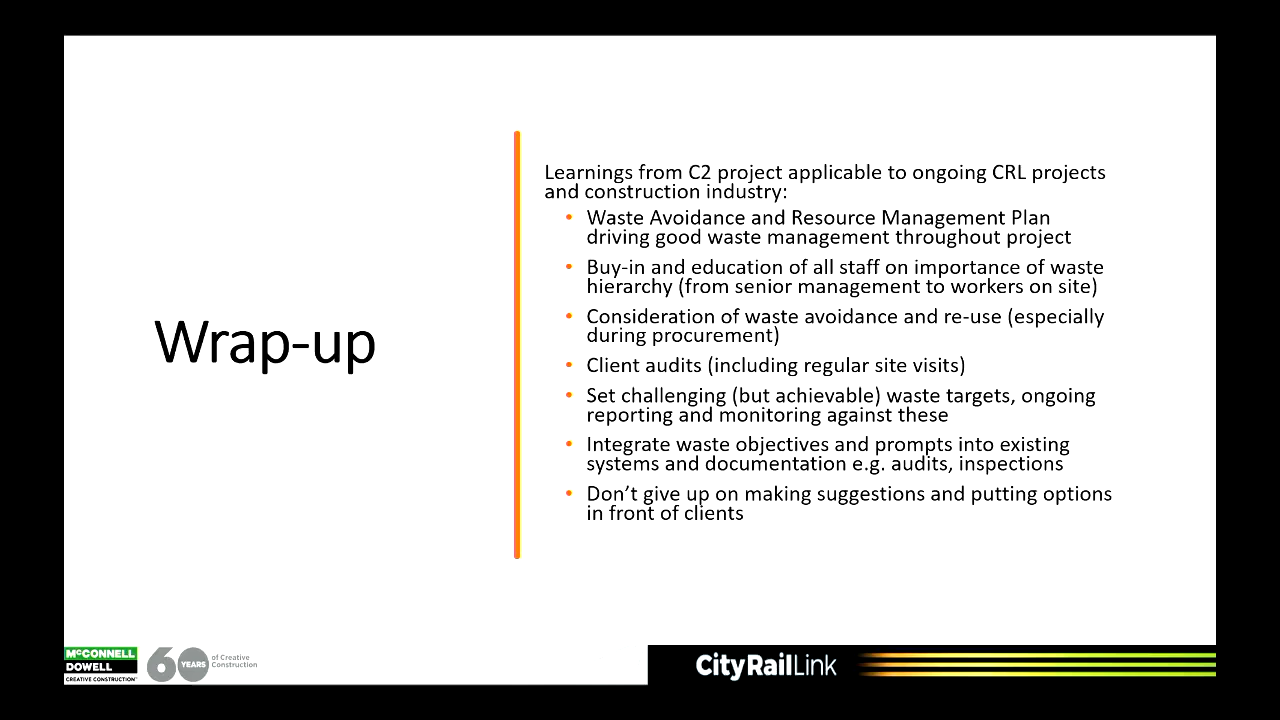 Wrap-up
Learnings from C2 project applicable to ongoing CRL projects
and construction industry:
• Waste Avoidance and Resource Management Plan
driving good waste management throughout project
• Buy-in and education of all staff on importance of waste
hierarchy (from senior management to workers on site)
• Consideration of waste avoidance and re-use (especially
during procurement)
• Client audits (including regular site visits)
• Set challenging (but achievable) waste targets, ongoing
reporting and monitoring against these
• Integrate waste objectives and prompts into existing
systems and documentation e.g. audits, inspections
• Don’t give up on making suggestions and putting options
in front of clients
McCONNELL
DOWELL
CREATIVE CONSTRUCTION™
60 YEARS
of Creative
Construction
CityRailLink